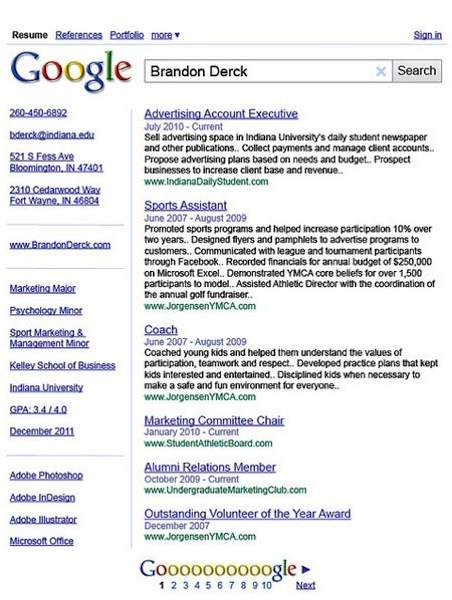 Resume References Portfolio more ▾ Sign in
Google Brandon Derck × Search
260-450-6892
bderck@indiana.edu
521 S Fess Ave
Bloomington, IN 47401
2310 Cedarwood Way
Fort Wayne, IN 46804
www.BrandonDerck.com
Marketing Major
Psychology Minor
Sport Marketing &
Management Minor
Kelley School of Business
Indiana University
GPA: 3.4 / 4.0
December 2011
Adobe Photoshop
Adobe InDesign
Adobe Illustrator
Microsoft Office
Advertising Account Executive
July 2010 - Current
Sell advertising space in Indiana University's daily student newspaper
and other publications.. Collect payments and manage client accounts..
Propose advertising plans based on needs and budget.. Prospect
businesses to increase client base and revenue..
www.IndianaDailyStudent.com
Sports Assistant
June 2007 - August 2009
Promoted sports programs and helped increase participation 10% over
two years.. Designed flyers and pamphlets to advertise programs to
customers.. Communicated with league and tournament participants
through Facebook.. Recorded financials for annual budget of $250,000
on Microsoft Excel.. Demonstrated YMCA core beliefs for over 1,500
participants to model.. Assisted Athletic Director with the coordination of
the annual golf fundraiser..
www.JorgensenYMCA.com
Coach
June 2007 - August 2009
Coached young kids and helped them understand the values of
participation, teamwork and respect.. Developed practice plans that kept
kids interested and entertained.. Disciplined kids when necessary to
make a safe and fun environment for everyone..
www.JorgensenYMCA.com
Marketing Committee Chair
January 2010 - Current
www.StudentAthleticBoard.com
Alumni Relations Member
October 2009 - Current
www.UndergraduateMarketingClub.com
Outstanding Volunteer of the Year Award
December 2007
www.JorgensenYMCA.com
Goooooooooogle ►
1 2 3 4 5 6 7 8 9 10 Next